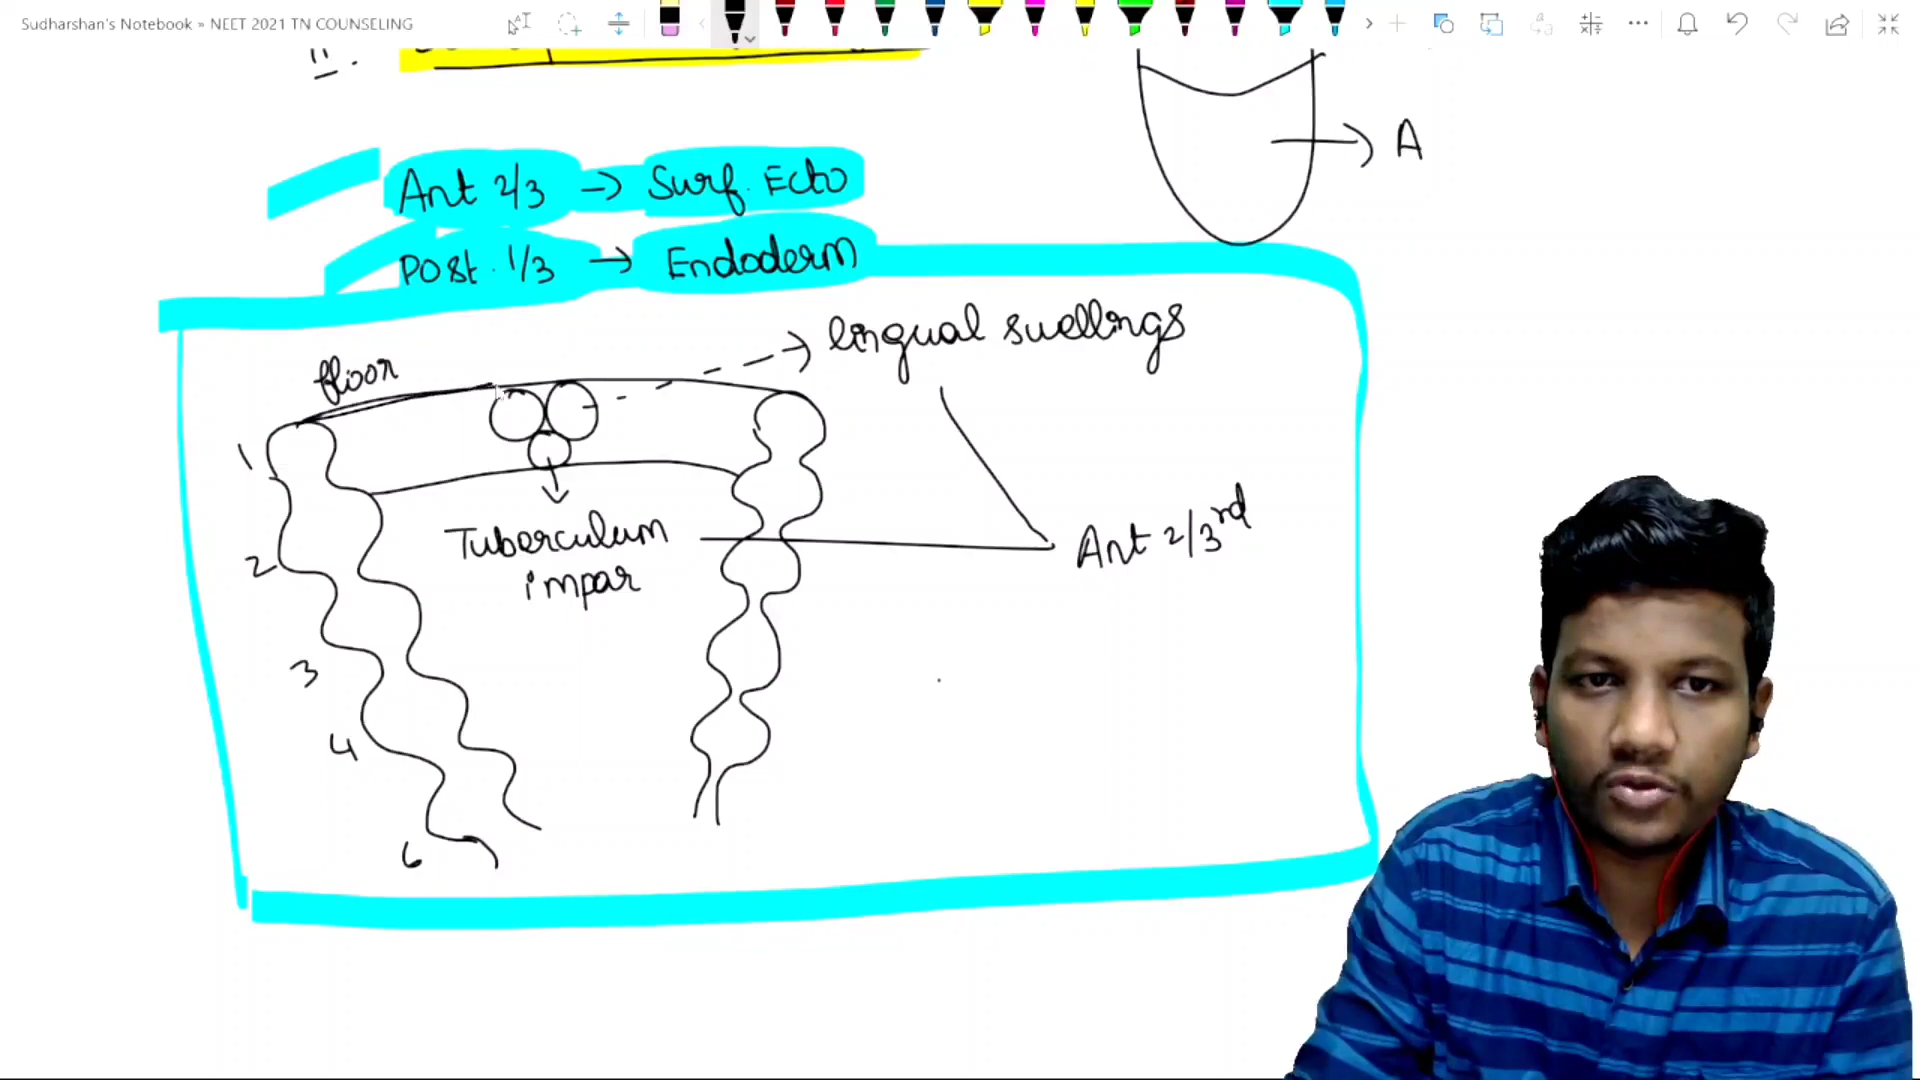 Sudharshan's Notebook » NEET 2021 TN COUNSELING
A
Ant 2/3 → Surf. Ecto
Post. 1/3 → Endoderm
lingual swellings
floor
1
Tuberculum
impar
Ant 2/3rd
2
3
4
6